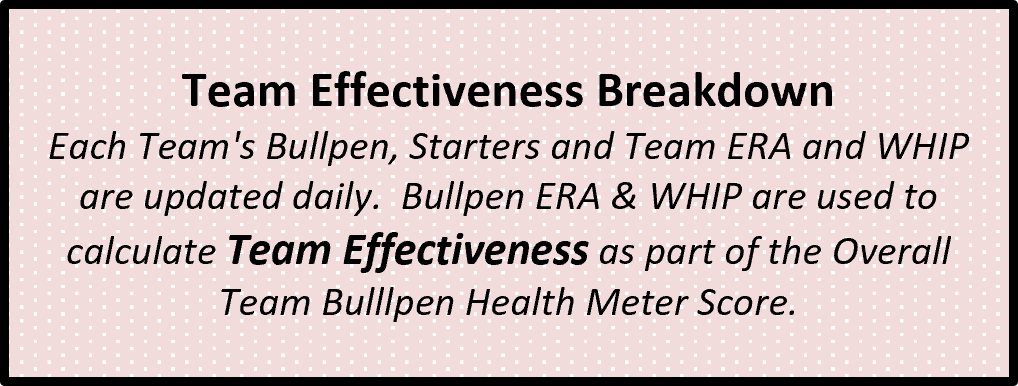 Team Effectiveness Breakdown
Each Team's Bullpen, Starters and Team ERA and WHIP
are updated daily.  Bullpen ERA & WHIP are used to
calculate Team Effectiveness as part of the Overall
Team Bulllpen Health Meter Score.